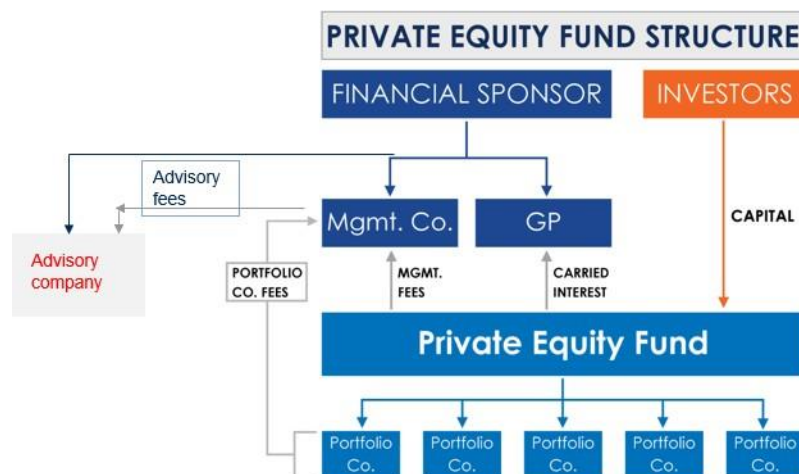 PRIVATE EQUITY FUND STRUCTURE
FINANCIAL SPONSOR
INVESTORS
Advisory
fees
Mgmt. Co.
GP
CAPITAL
Advisory
company
PORTFOLIO
CO. FEES
MGMT.
FEES
CARRIED
INTEREST
Private Equity Fund
Portfolio
Co.
Portfolio
Co.
Portfolio
Co.
Portfolio
Co.
Portfolio
Co.